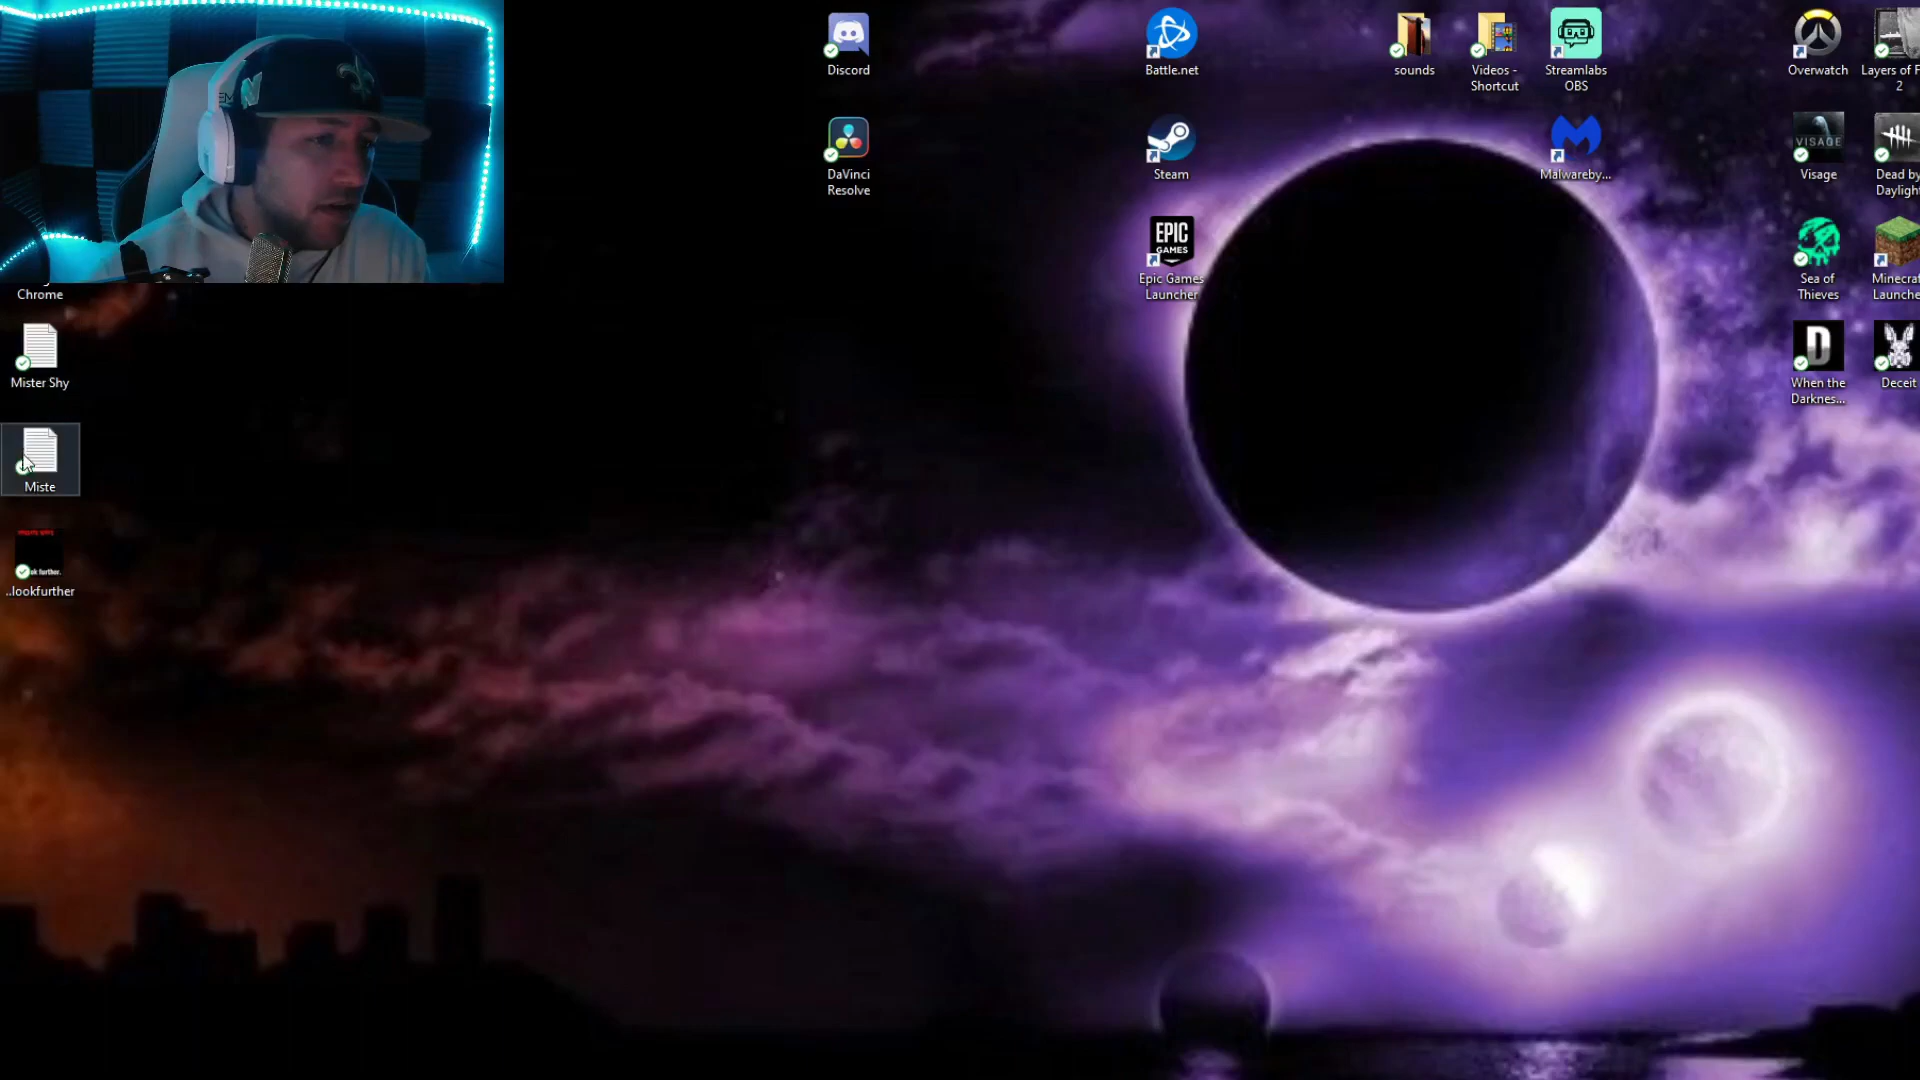 Discord
DaVinci
Resolve
Battle.net
Steam
EPIC
GAMES
Epic Games
Launcher
sounds
Videos -
Shortcut
Streamlabs
OBS
Malwareby...
Overwatch
Layers of F
2
VISAGE
Visage
Dead by
Daylight
Sea of
Thieves
Minecraf
Launche
D
When the
Darknes...
Deceit
Chrome
Mister Shy
Miste
ok further.
..lookfurther